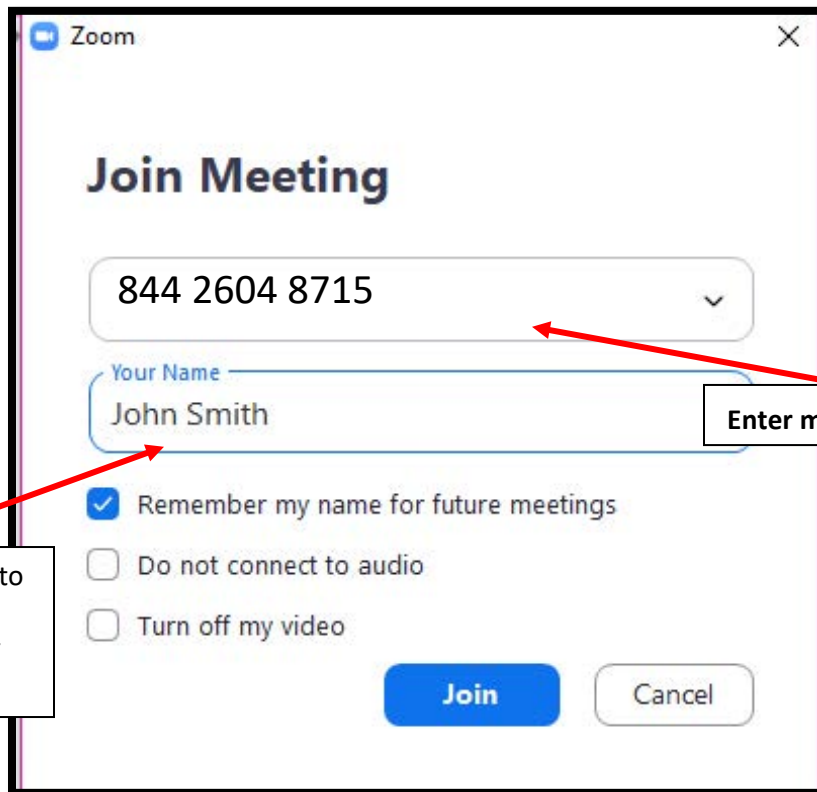 Zoom
Join Meeting
844 2604 8715
Your Name
John Smith
Enter
Remember my name for future meetings
to
Do not connect to audio
Turn off my video
Join
Cancel